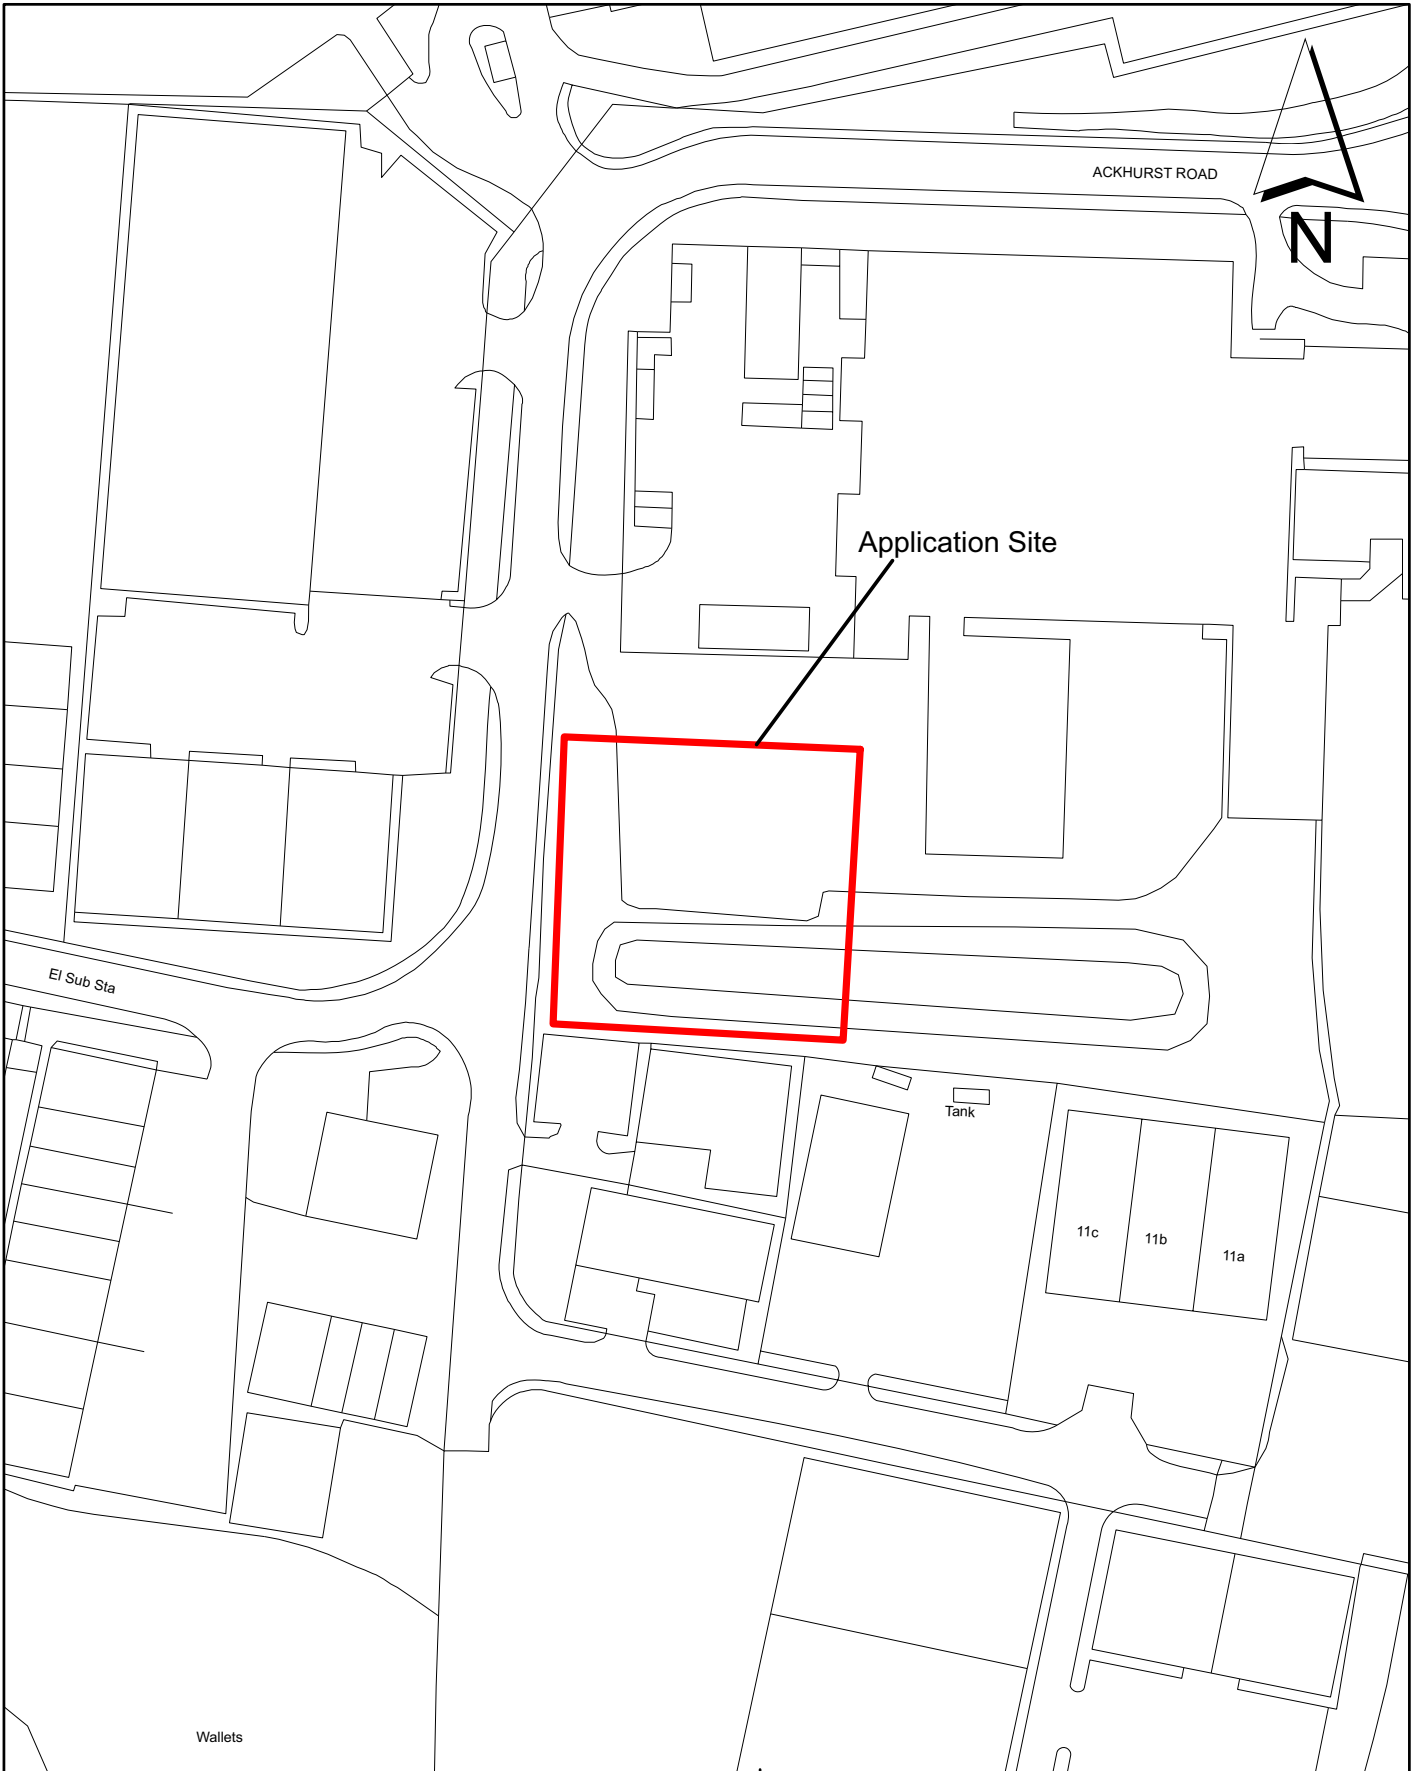 ACKHURST ROAD
N
Application Site
El Sub Sta
Tank
11c
11b
11a
Wallets